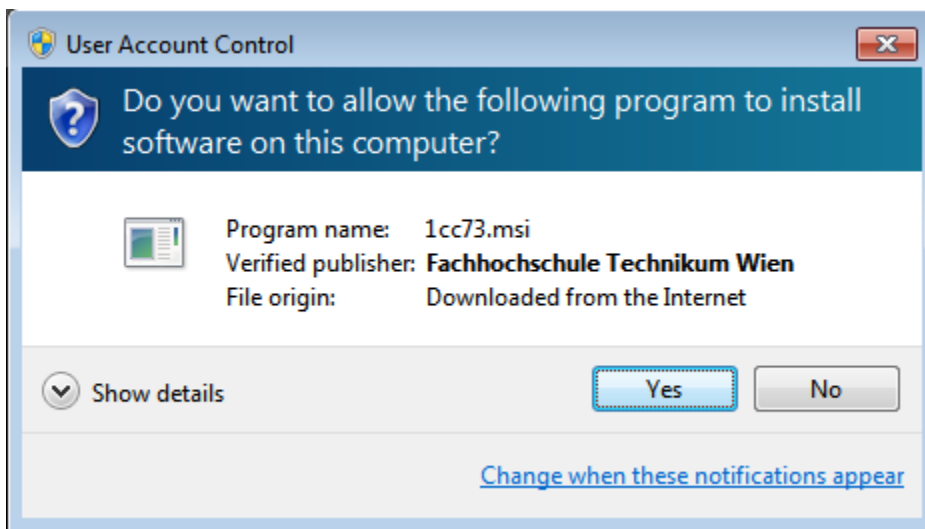 User Account Control
Do you want to allow the following program to install
software on this computer?
Program name: 1cc73.msi
Verified publisher: Fachhochschule Technikum Wien
File origin: Downloaded from the Internet
Show details
Yes
No
Change when these notifications appear